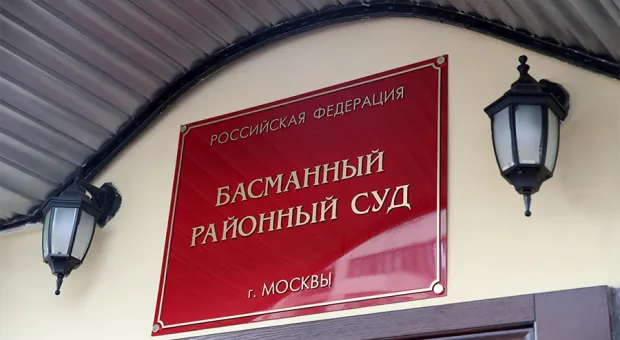 РОССИЙСКАЯ ФЕДЕРАЦИЯ
БАСМАННЫЙ
РАЙОННЫЙ СУД
г. МОСКВЫ